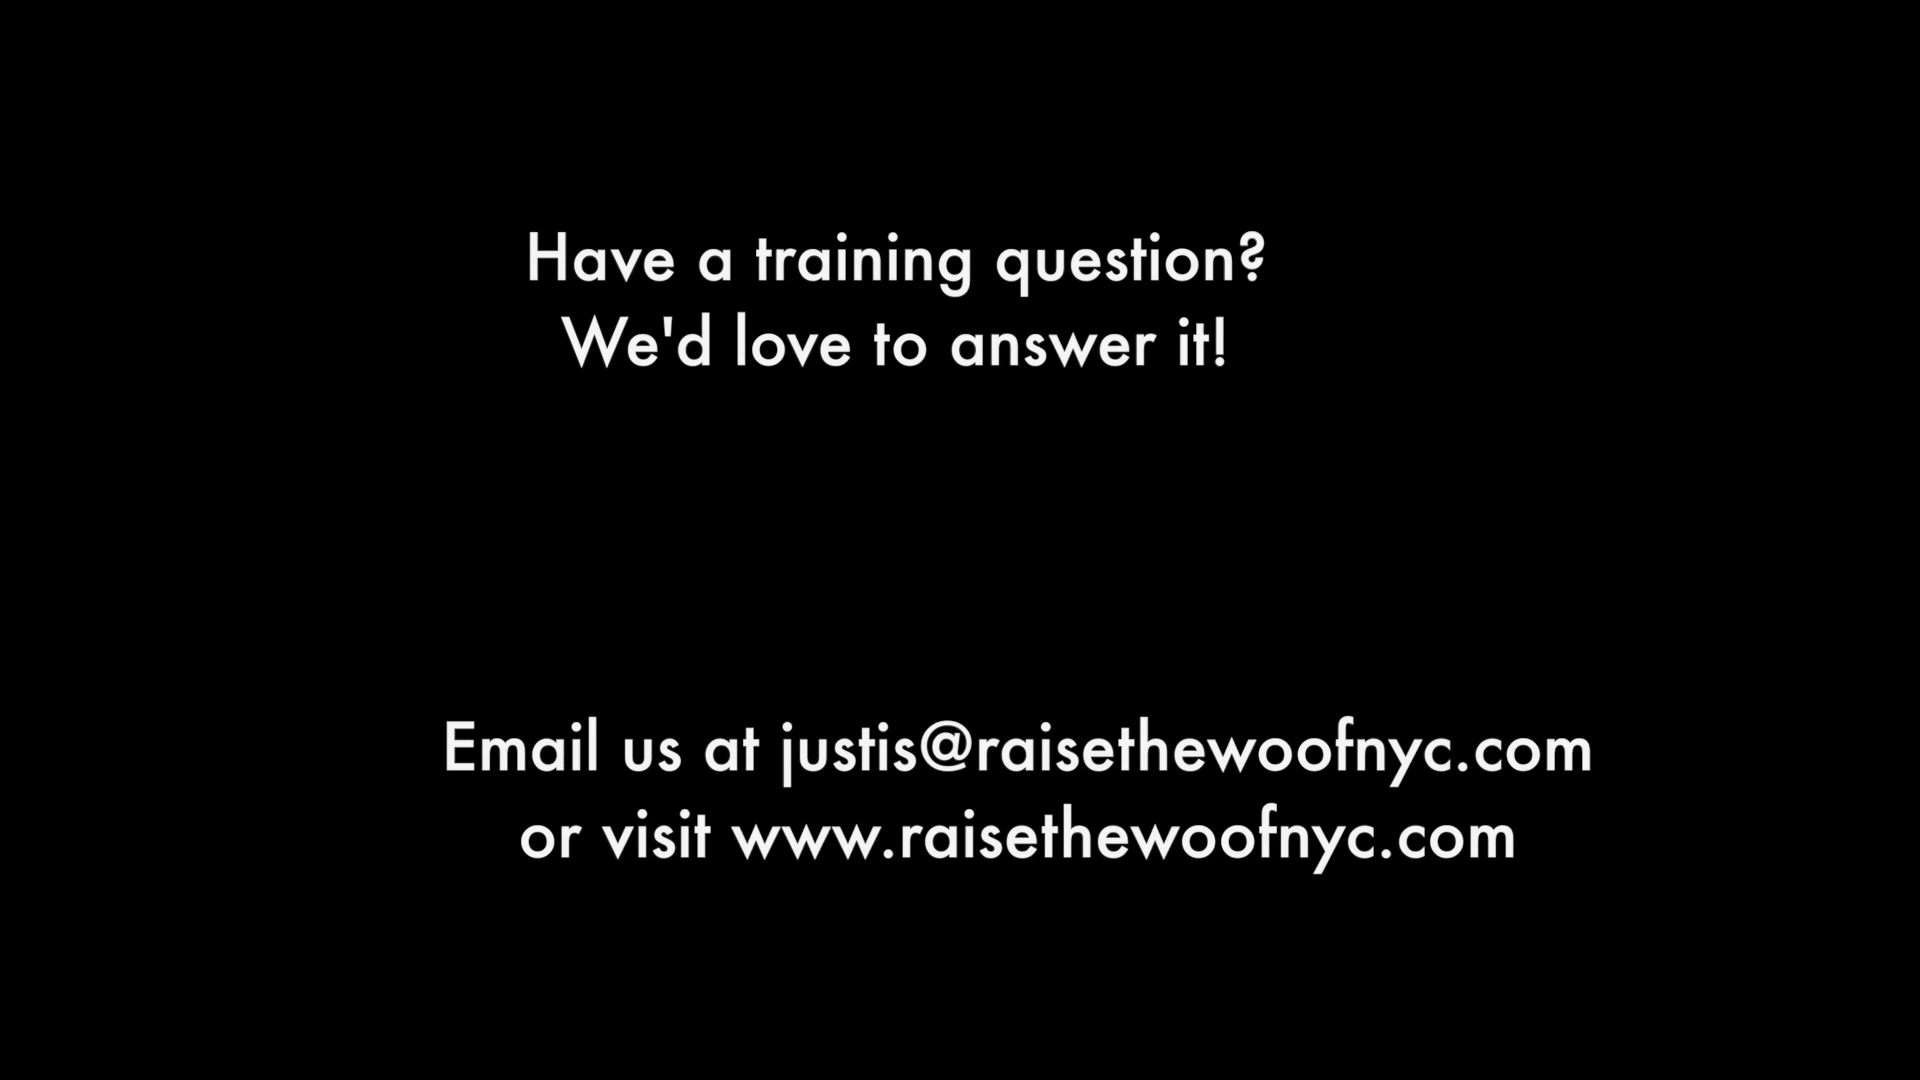 Have a training question?
We'd love to answer it!
Email us at justis@raisethewoofnyc.com
or visit www.raisethewoofnyc.com